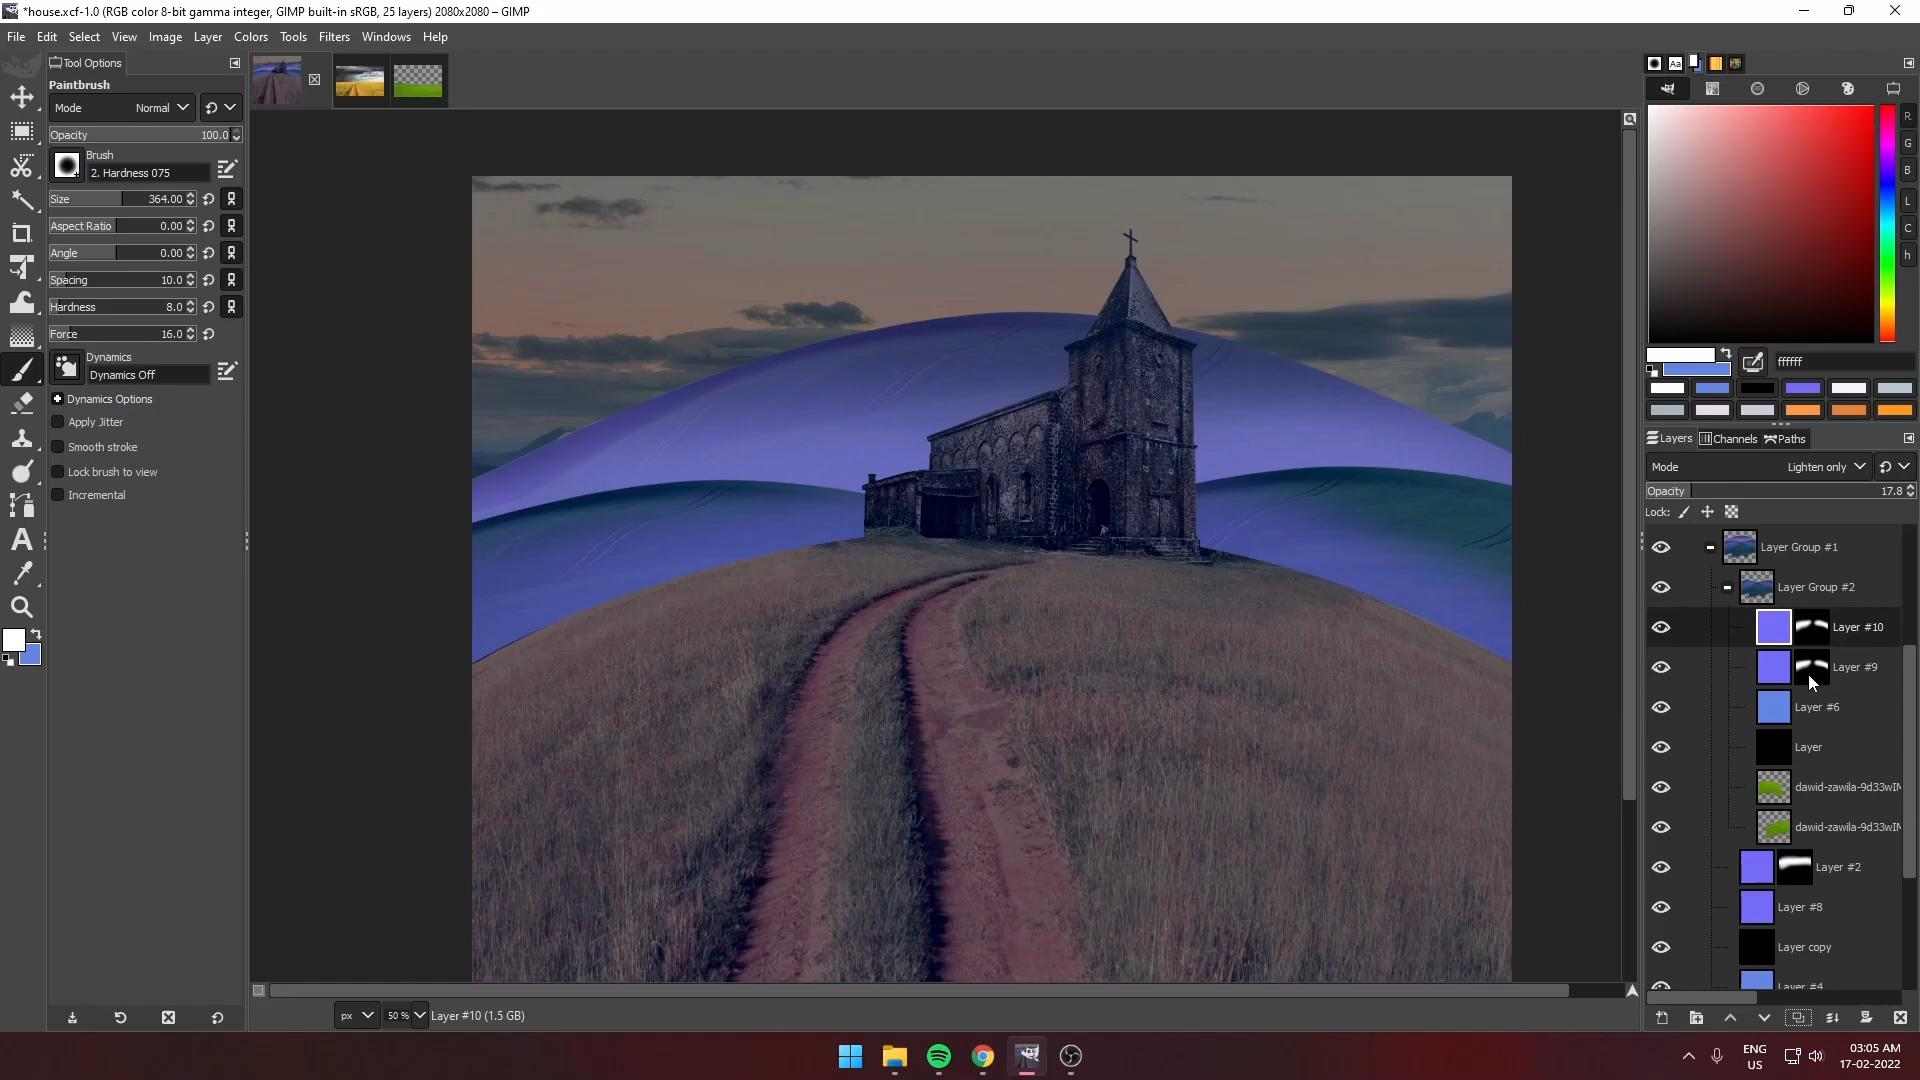 *house.xcf-1.0 (RGB color 8-bit gamma integer, GIMP built-in sRGB, 25 layers) 2080x2080 – GIMP
File Edit Select View Image Layer Colors Tools Filters Windows Help
Tool Options
Paintbrush
Mode Normal
Opacity 100.0
Brush
2. Hardness 075
Size 364.00
Aspect Ratio 0.00
Angle 0.00
Spacing 10.0
Hardness 8.0
Force 16.0
Dynamics
Dynamics Off
Dynamics Options
Apply Jitter
Smooth stroke
Lock brush to view
Incremental
Aa
R
G
B
L
C
h
ffffff
Layers Channels Paths
Mode Lighten only
Opacity 17.8
Lock:
Layer Group #1
Layer Group #2
Layer #10
Layer #9
Layer #6
Layer
dawid-zawila-9d33wIN
dawid-zawila-9d33wIN
Layer #2
Layer #8
Layer copy
Layer #4
px 50 % Layer #10 (1.5 GB)
ENG
US
03:05 AM
17-02-2022